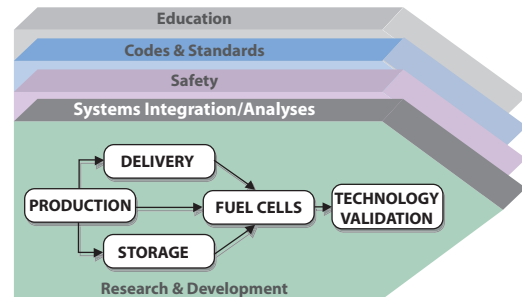 Education
Codes & Standards
Safety
Systems Integration/Analyses
DELIVERY
PRODUCTION
FUEL CELLS
TECHNOLOGY
VALIDATION
STORAGE
Research & Development